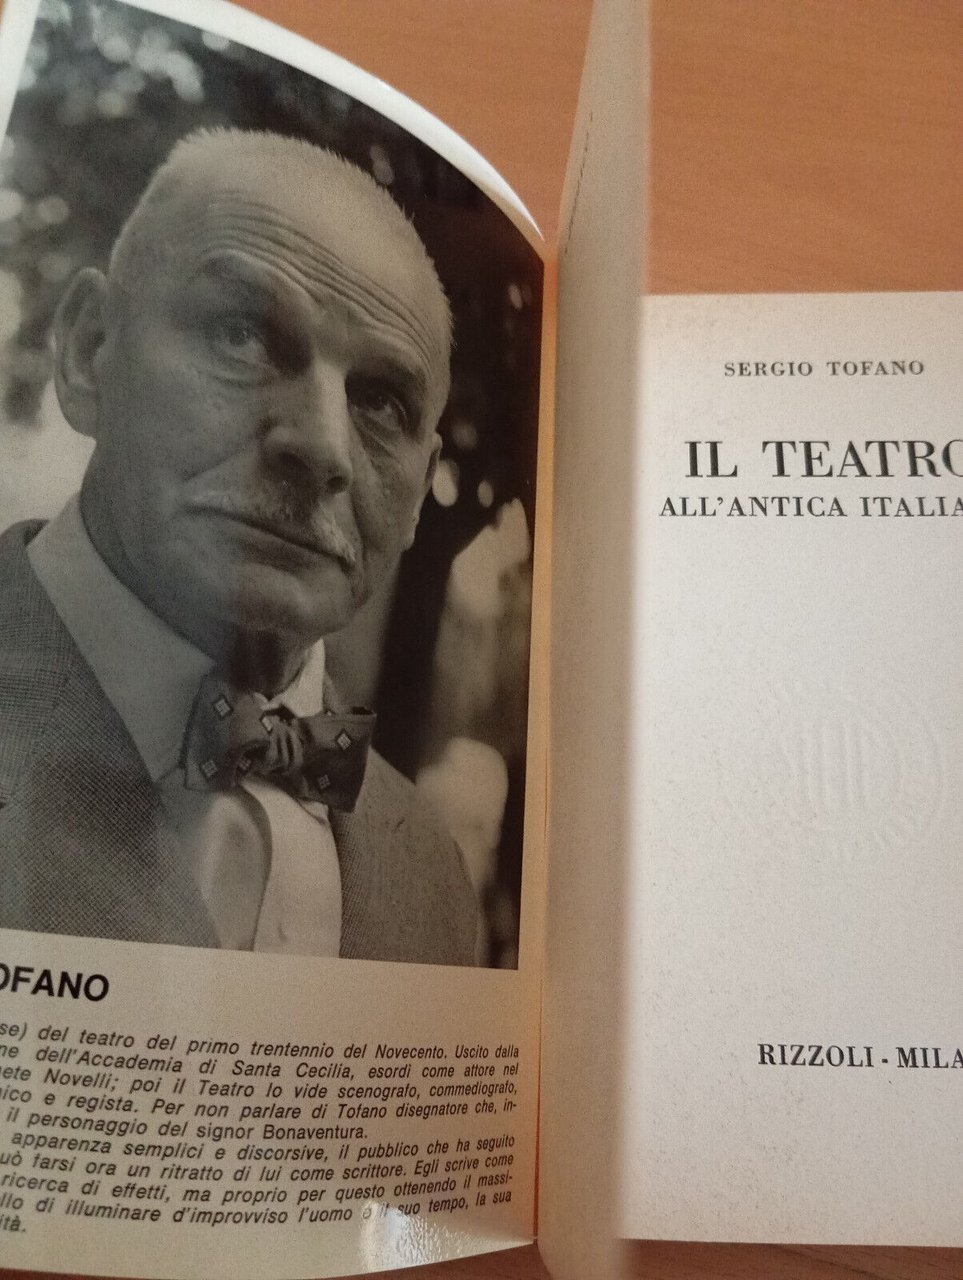 OFANO
se) del teatro del primo trentennio del Novecento. Uscito dalla
ne dell'Accademia di Santa Cecilia, esordì come attore nel
nete Novelli; poi il Teatro lo vide scenografo, commediografo,
nico e regista. Per non parlare di Tofano disegnatore che, in-
il personaggio del signor Bonaventura.
apparenza semplici e discorsive, il pubblico che ha seguito
uò farsi ora un ritratto di lui come scrittore. Egli scrive come
ricerca di effetti, ma proprio per questo ottenendo il massi-
llo di illuminare d'improvviso l'uomo e il suo tempo, la sua
ità.
SERGIO TOFANO
IL TEATRO
ALL'ANTICA ITALIA
RIZZOLI - MILA